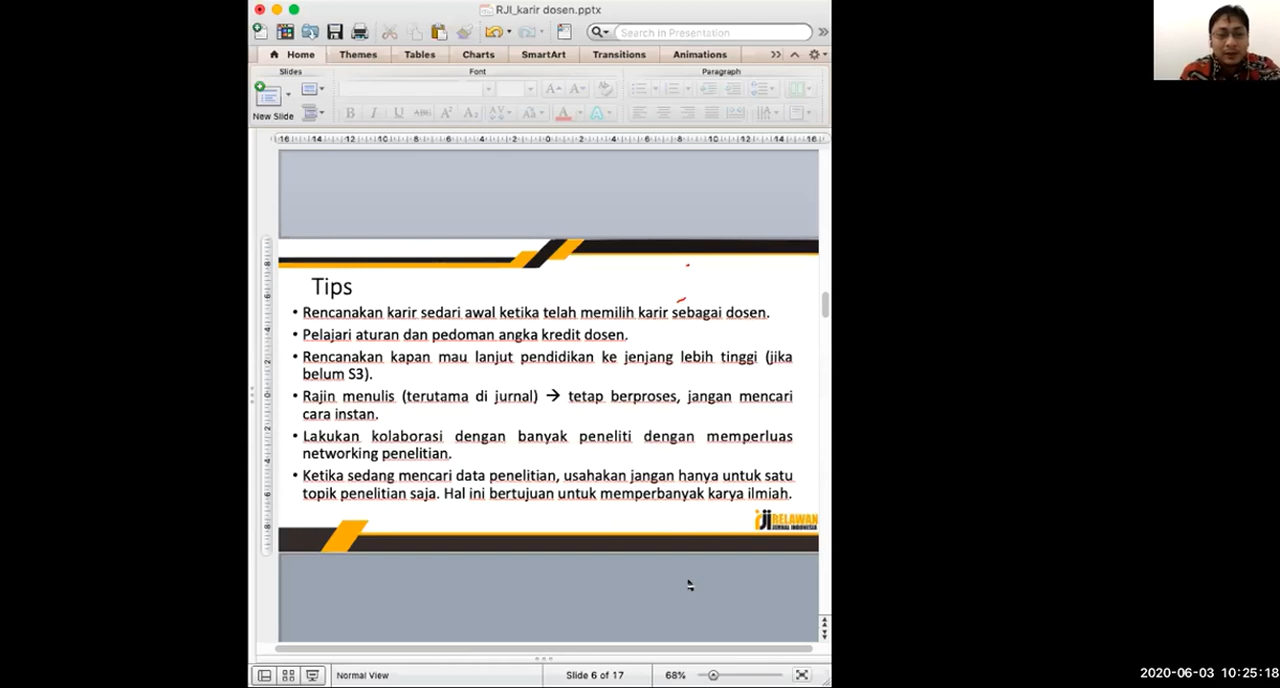 RJI_karir dosen.pptx
Search in Presentation
Home Themes Tables Charts SmartArt Transitions Animations
Slides Font Paragraph
New Slide
Tips
• Rencanakan karir sedari awal ketika telah memilih karir sebagai dosen.
• Pelajari aturan dan pedoman angka kredit dosen.
• Rencanakan kapan mau lanjut pendidikan ke jenjang lebih tinggi (jika
belum S3).
• Rajin menulis (terutama di jurnal) → tetap berproses, jangan mencari
cara instan.
• Lakukan kolaborasi dengan banyak peneliti dengan memperluas
networking penelitian.
• Ketika sedang mencari data penelitian, usahakan jangan hanya untuk satu
topik penelitian saja. Hal ini bertujuan untuk memperbanyak karya ilmiah.
RELAWAN
JURNAL INDONESIA
Normal View Slide 6 of 17 68%
2020-06-03 10:25:18